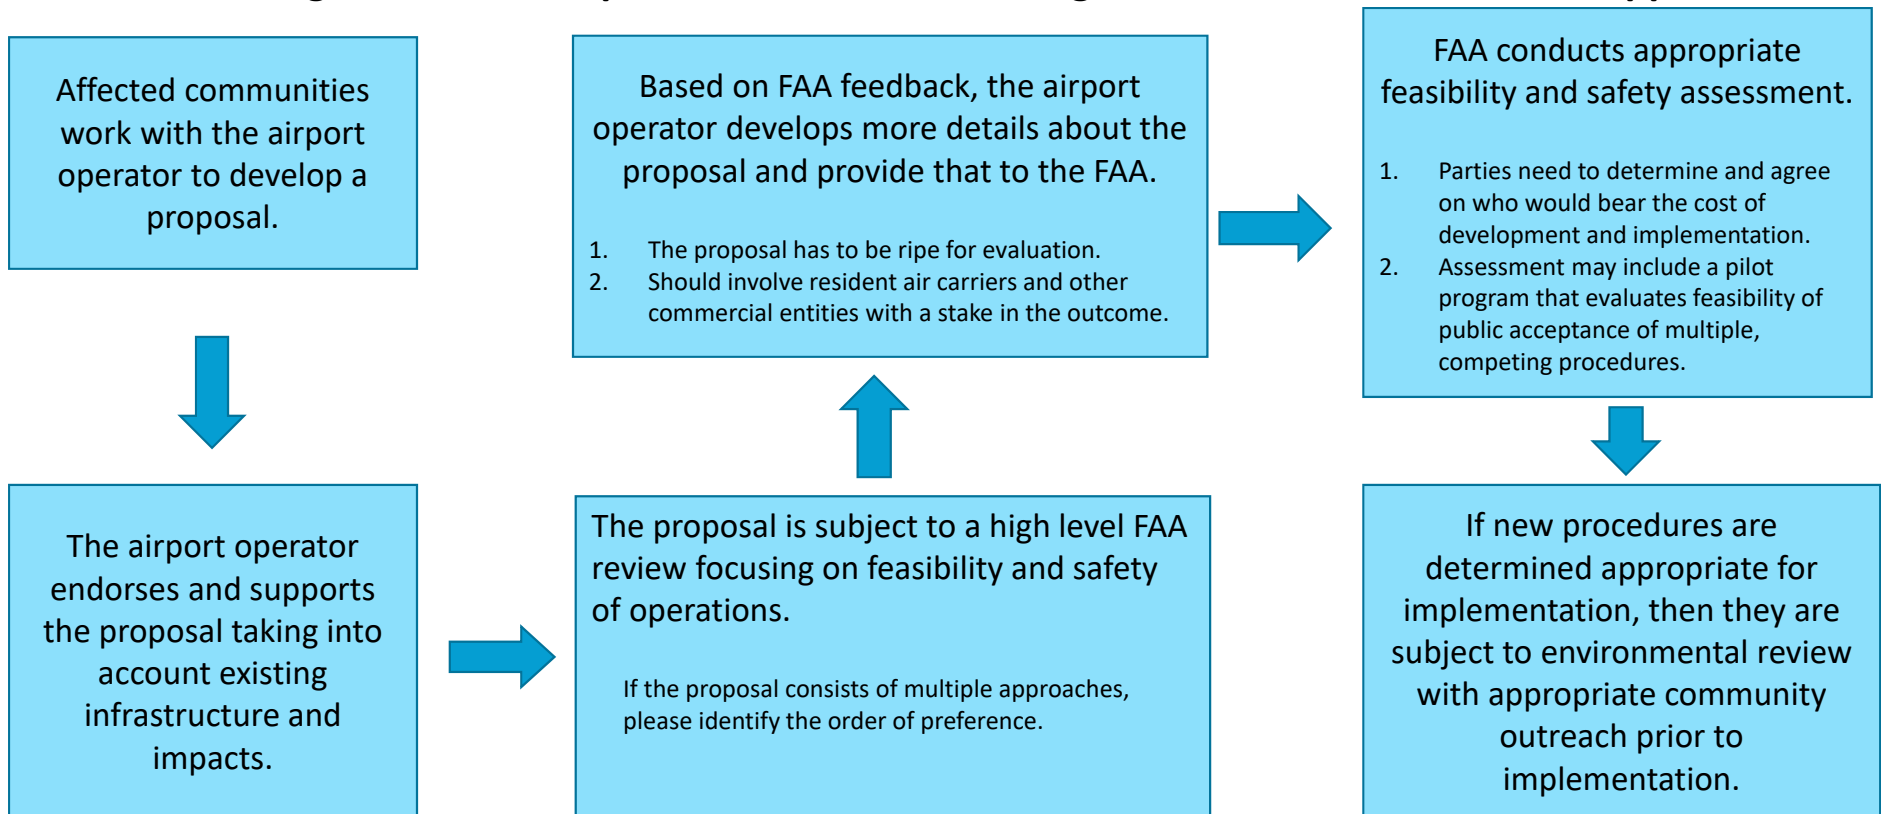 Affected communities
work with the airport
operator to develop a
proposal.
The airport operator
endorses and supports
the proposal taking into
account existing
infrastructure and
impacts.
The proposal is subject to a high level FAA
review focusing on feasibility and safety
of operations.
If the proposal consists of multiple approaches,
please identify the order of preference.
Based on FAA feedback, the airport
operator develops more details about the
proposal and provide that to the FAA.
1. The proposal has to be ripe for evaluation.
2. Should involve resident air carriers and other
commercial entities with a stake in the outcome.
FAA conducts appropriate
feasibility and safety assessment.
1. Parties need to determine and agree
on who would bear the cost of
development and implementation.
2. Assessment may include a pilot
program that evaluates feasibility of
public acceptance of multiple,
competing procedures.
If new procedures are
determined appropriate for
implementation, then they are
subject to environmental review
with appropriate community
outreach prior to
implementation.